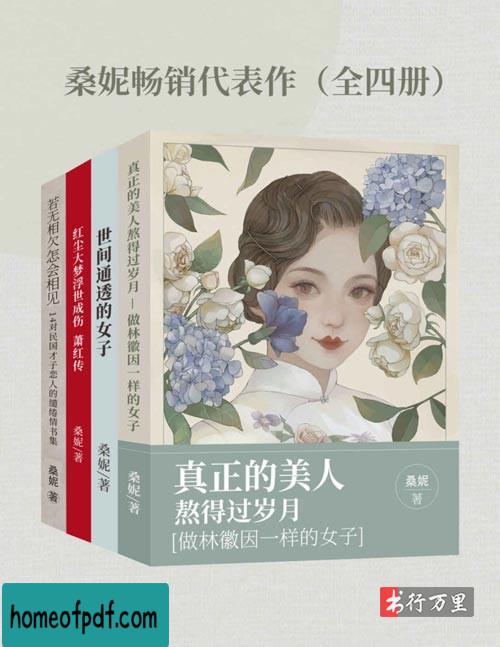 桑妮畅销代表作（全四册）
若无相欠怎会相见 14对民国才子恋人的缱绻情书集
桑妮 著
红尘大梦浮世成伤 萧红传
桑妮/著
世间通透的女子
桑妮/著
真正的美人熬得过岁月—做林徽因一样的女子
桑妮/著
真正的美人
熬得过岁月
[做林徽因一样的女子]
桑妮
著
homeofpdf.com
书行万里